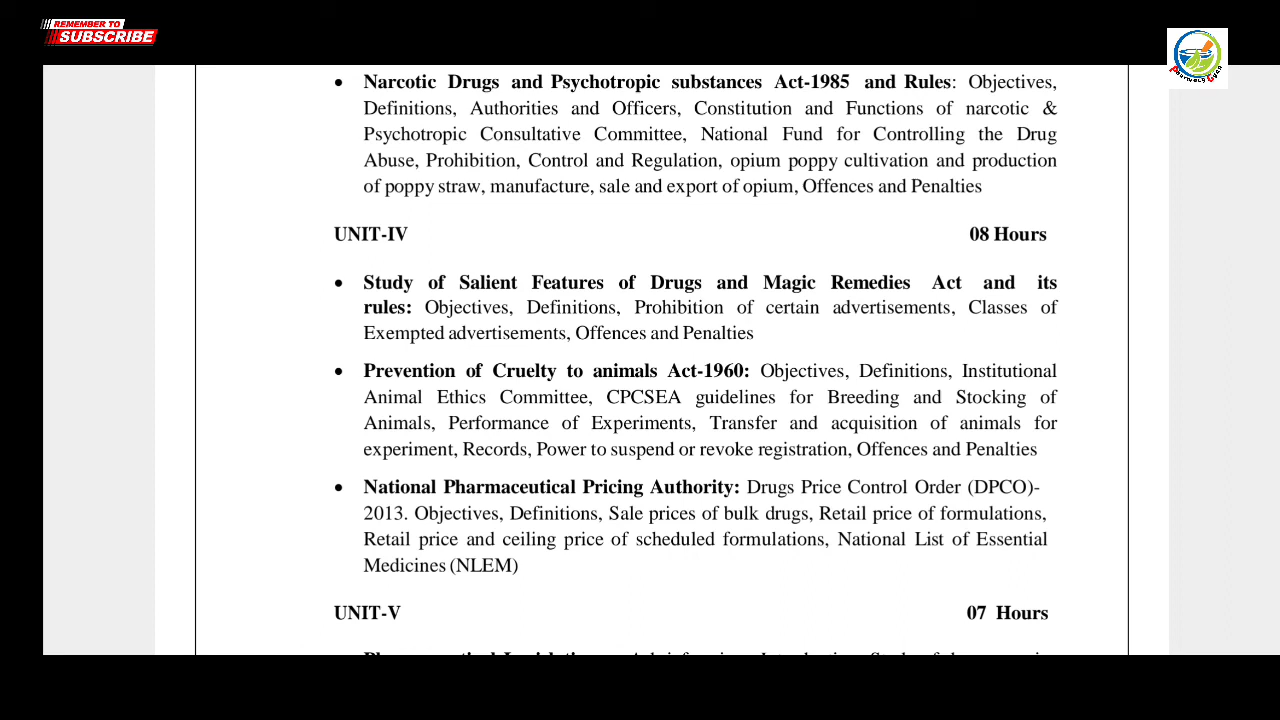 REMEMBER TO
SUBSCRIBE
• Narcotic Drugs and Psychotropic substances Act-1985 and Rules: Objectives,
Definitions, Authorities and Officers, Constitution and Functions of narcotic &
Psychotropic Consultative Committee, National Fund for Controlling the Drug
Abuse, Prohibition, Control and Regulation, opium poppy cultivation and production
of poppy straw, manufacture, sale and export of opium, Offences and Penalties
UNIT-IV 08 Hours
• Study of Salient Features of Drugs and Magic Remedies Act and its
rules: Objectives, Definitions, Prohibition of certain advertisements, Classes of
Exempted advertisements, Offences and Penalties
• Prevention of Cruelty to animals Act-1960: Objectives, Definitions, Institutional
Animal Ethics Committee, CPCSEA guidelines for Breeding and Stocking of
Animals, Performance of Experiments, Transfer and acquisition of animals for
experiment, Records, Power to suspend or revoke registration, Offences and Penalties
• National Pharmaceutical Pricing Authority: Drugs Price Control Order (DPCO)-
2013. Objectives, Definitions, Sale prices of bulk drugs, Retail price of formulations,
Retail price and ceiling price of scheduled formulations, National List of Essential
Medicines (NLEM)
UNIT-V 07 Hours